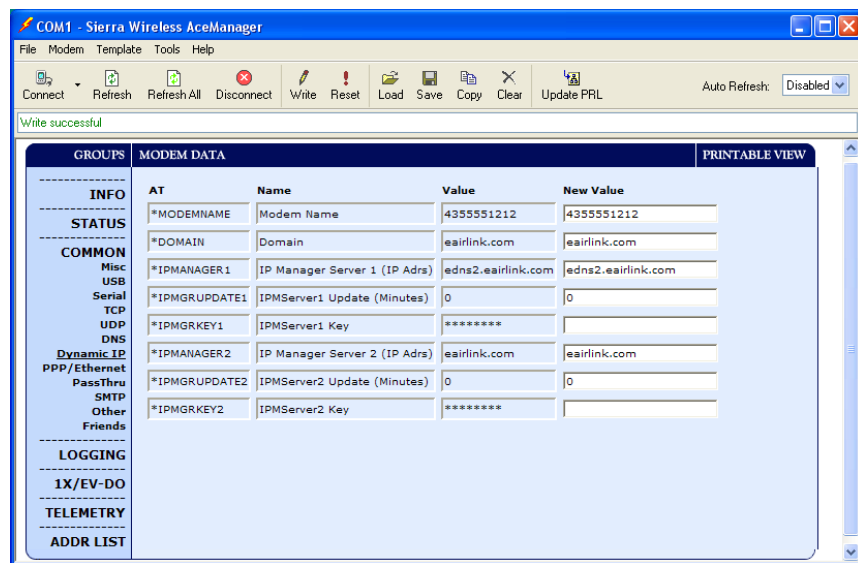 COM1 - Sierra Wireless AceManager
File Modem Template Tools Help
Connect Refresh Refresh All Disconnect Write Reset Load Save Copy Clear Update PRL Auto Refresh: Disabled
Write successful
GROUPS MODEM DATA PRINTABLE VIEW
INFO
STATUS
COMMON
Misc
USB
Serial
TCP
UDP
DNS
Dynamic IP
PPP/Ethernet
PassThru
SMTP
Other
Friends
LOGGING
1X/EV-DO
TELEMETRY
ADDR LIST
AT Name Value New Value
*MODEMNAME Modem Name 4355551212 4355551212
*DOMAIN Domain eairlink.com eairlink.com
*IPMANAGER1 IP Manager Server 1 (IP Adrs) edns2.eairlink.com edns2.eairlink.com
*IPMGRUPDATE1 IPMServer1 Update (Minutes) 0 0
*IPMGRKEY1 IPMServer1 Key ********
*IPMANAGER2 IP Manager Server 2 (IP Adrs) eairlink.com eairlink.com
*IPMGRUPDATE2 IPMServer2 Update (Minutes) 0 0
*IPMGRKEY2 IPMServer2 Key ********